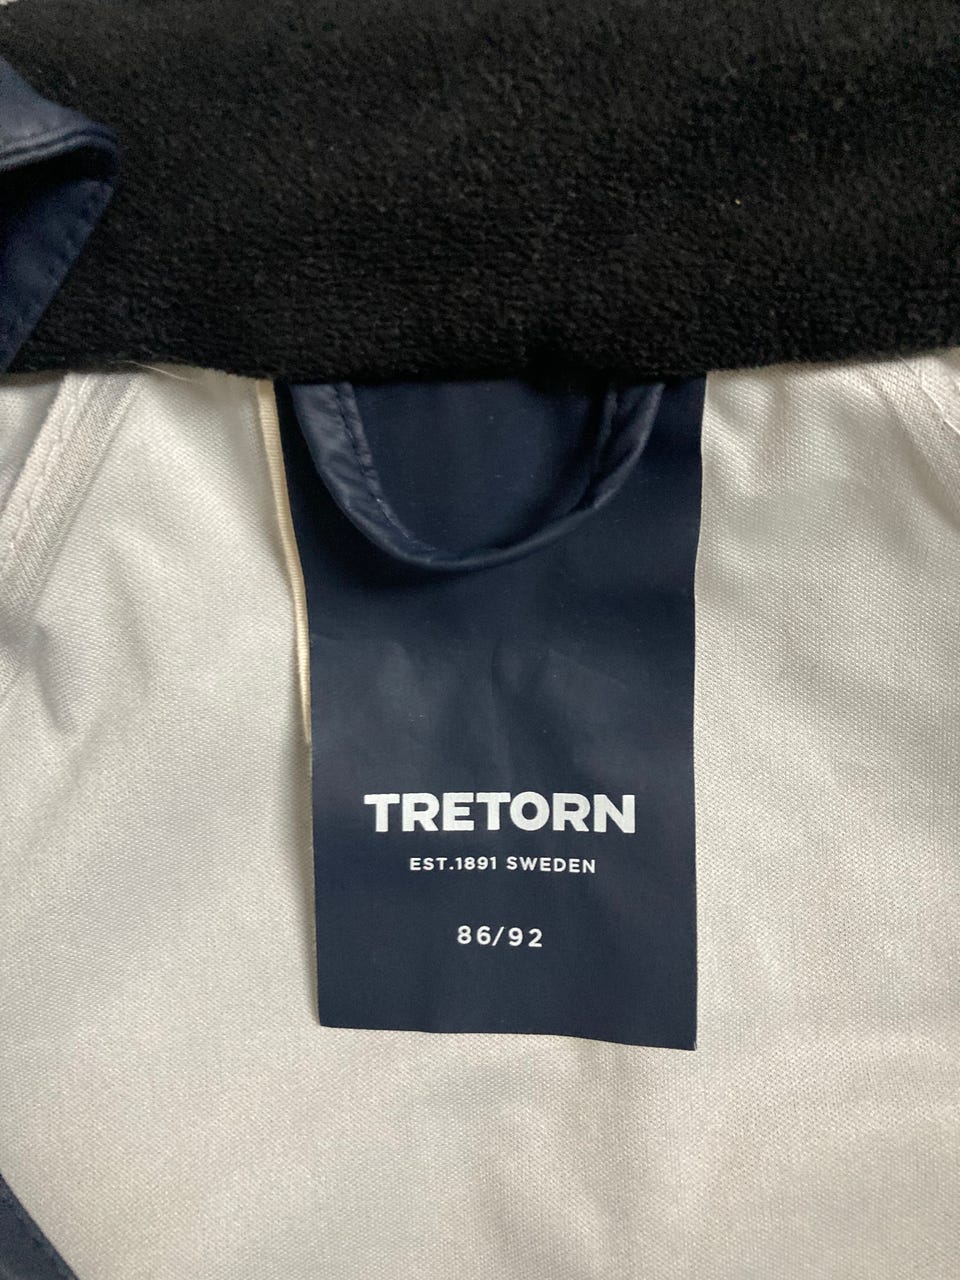 TRETORN
EST.1891 SWEDEN
86/92